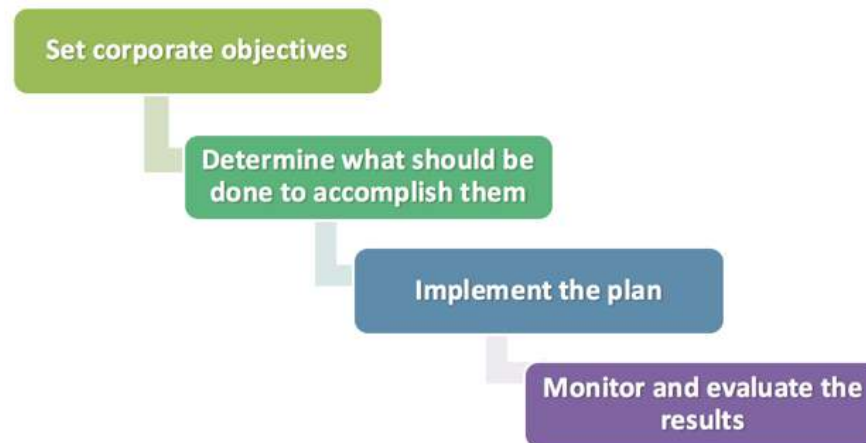 Set corporate objectives
Determine what should be
done to accomplish them
Implement the plan
Monitor and evaluate the
results